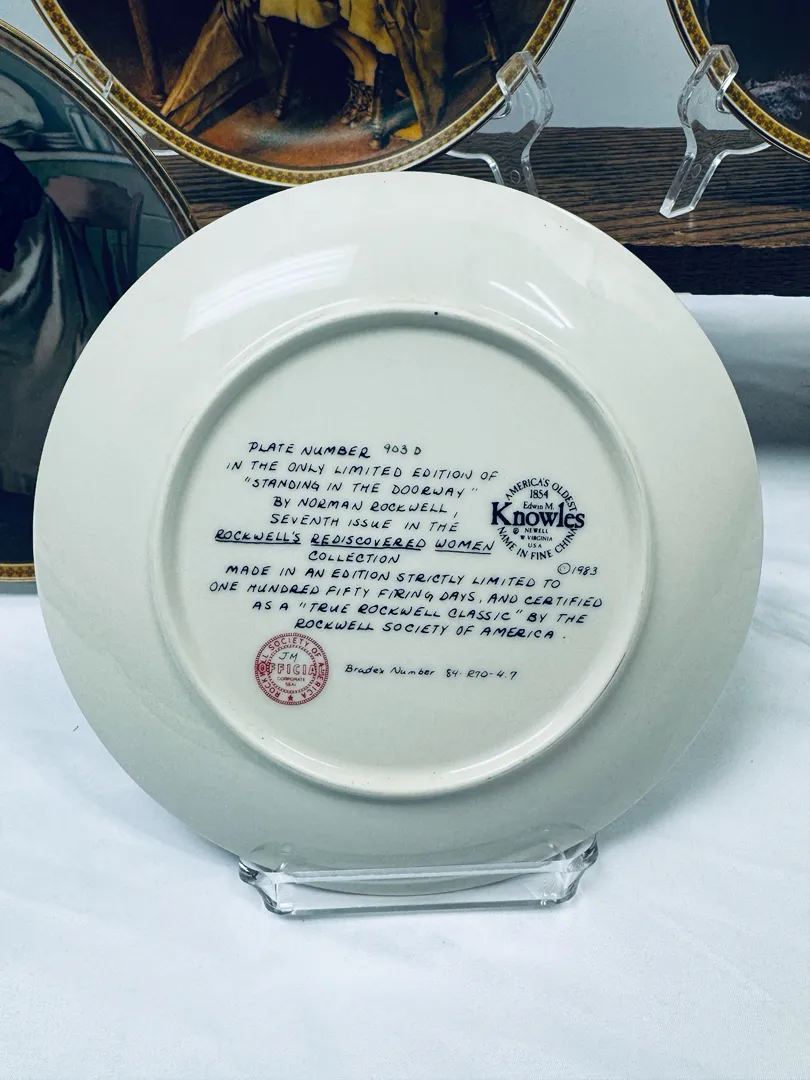 PLATE NUMBER 903 D
IN THE ONLY LIMITED EDITION OF
"STANDING IN THE DOORWAY"
BY NORMAN ROCKWELL,
SEVENTH ISSUE IN THE
ROCKWELL'S REDISCOVERED WOMEN
COLLECTION
MADE IN AN EDITION STRICTLY LIMITED TO
ONE HUNDRED FIFTY FIRING DAYS, AND CERTIFIED
AS A "TRUE ROCKWELL CLASSIC" BY THE
ROCKWELL SOCIETY OF AMERICA.
AMERICA'S OLDEST
1854
Edwin M.
Knowles
© NEWELL
W. VIRGINIA
U S A
NAME IN FINE CHINA
©1983
ROCKWELL SOCIETY OF AMERICA
JM
OFFICIAL
CORPORATE
SEAL
Bradex Number 84-R70-4.7